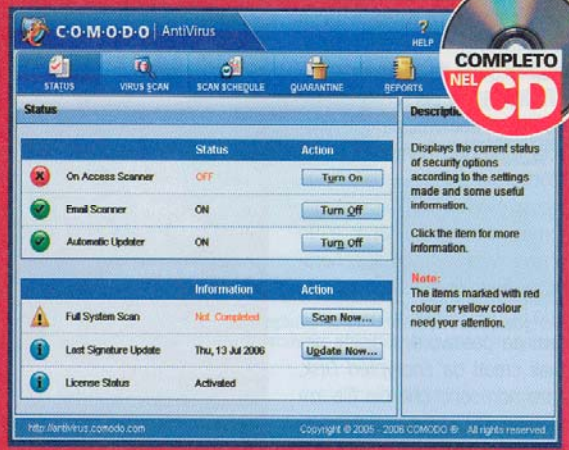 C·O·M·O·D·O AntiVirus
HELP
STATUS VIRUS SCAN SCAN SCHEDULE QUARANTINE REPORTS
COMPLETO
NEL CD
Status
Status Action
On Access Scanner OFF Turn On
Email Scanner ON Turn Off
Automatic Updater ON Turn Off
Information Action
Full System Scan Not Completed Scan Now...
Last Signature Update Thu, 13 Jul 2006 Update Now...
License Status Activated
Displays the current status
of security options
according to the settings
made and some useful
information.
Click the item for more
information.
Note:
The items marked with red
colour or yellow colour
need your attention.
http://antivirus.comodo.com
Copyright © 2005 - 2006 COMODO ®. All rights reserved